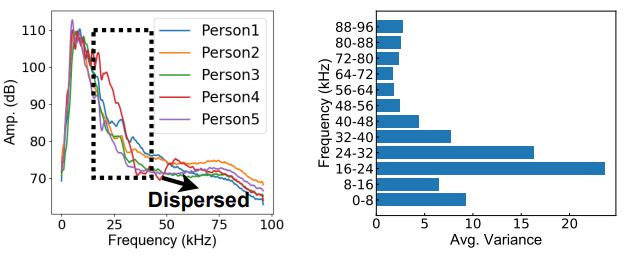 110
100
90
80
70
Amp. (dB)
Person1
Person2
Person3
Person4
Person5
Dispersed
0 25 50 75 100
Frequency (kHz)
Frequency (kHz)
88-96
80-88
72-80
64-72
56-64
48-56
40-48
32-40
24-32
16-24
8-16
0-8
0 5 10 15 20
Avg. Variance